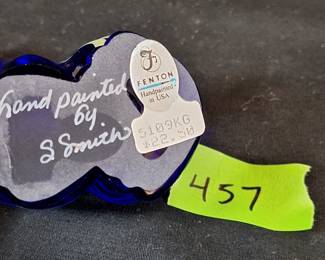 hand painted
by
S Smith
F
FENTON
Handpainted
in USA
5109KG
$22.50
457